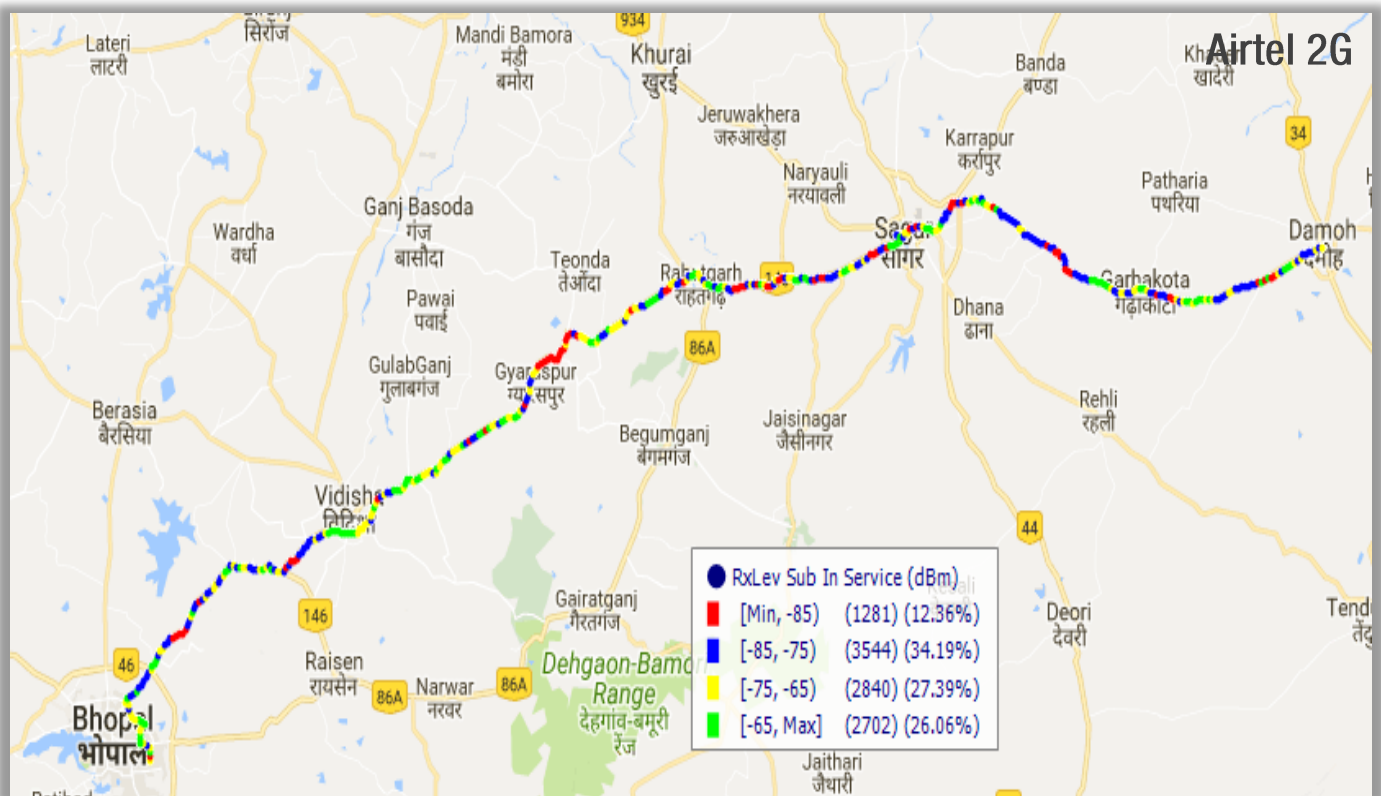 Airtel 2G
सिरोंज
Lateri
लाटरी
Mandi Bamora
मंडी
बमोरा
934
Khurai
खुरई
Banda
बण्डा
खादेरी
34
Jeruwakhera
जरुआखेड़ा
Karrapur
कर्रापुर
Naryauli
नरयावली
Patharia
पथरिया
Ganj Basoda
गंज
बासौदा
Wardha
वर्धा
Sagar
सागर
Damoh
दमोह
Teonda
तेओंदा
Rahatgarh
राहतगढ़
Garhakota
गढ़ाकोटा
Pawai
पवाई
Dhana
ढाना
86A
GulabGanj
गुलाबगंज
Gyaraspur
ग्यारसपुर
Berasia
बैरसिया
Rehli
रहली
Jaisinagar
जैसीनगर
Begumganj
बेगमगंज
Vidisha
विदिशा
44
RxLev Sub In Service (dBm)
[Min, -85) (1281) (12.36%)
[-85, -75) (3544) (34.19%)
[-75, -65) (2840) (27.39%)
[-65, Max] (2702) (26.06%)
Gairatganj
गैरतगंज
146
Deori
देवरी
46
Raisen
रायसेन
86A
Narwar
नरवर
86A
Dehgaon-Bamori
Range
देहगांव-बमूरी
रेंज
Bhopal
भोपाल
Jaithari
जैथारी